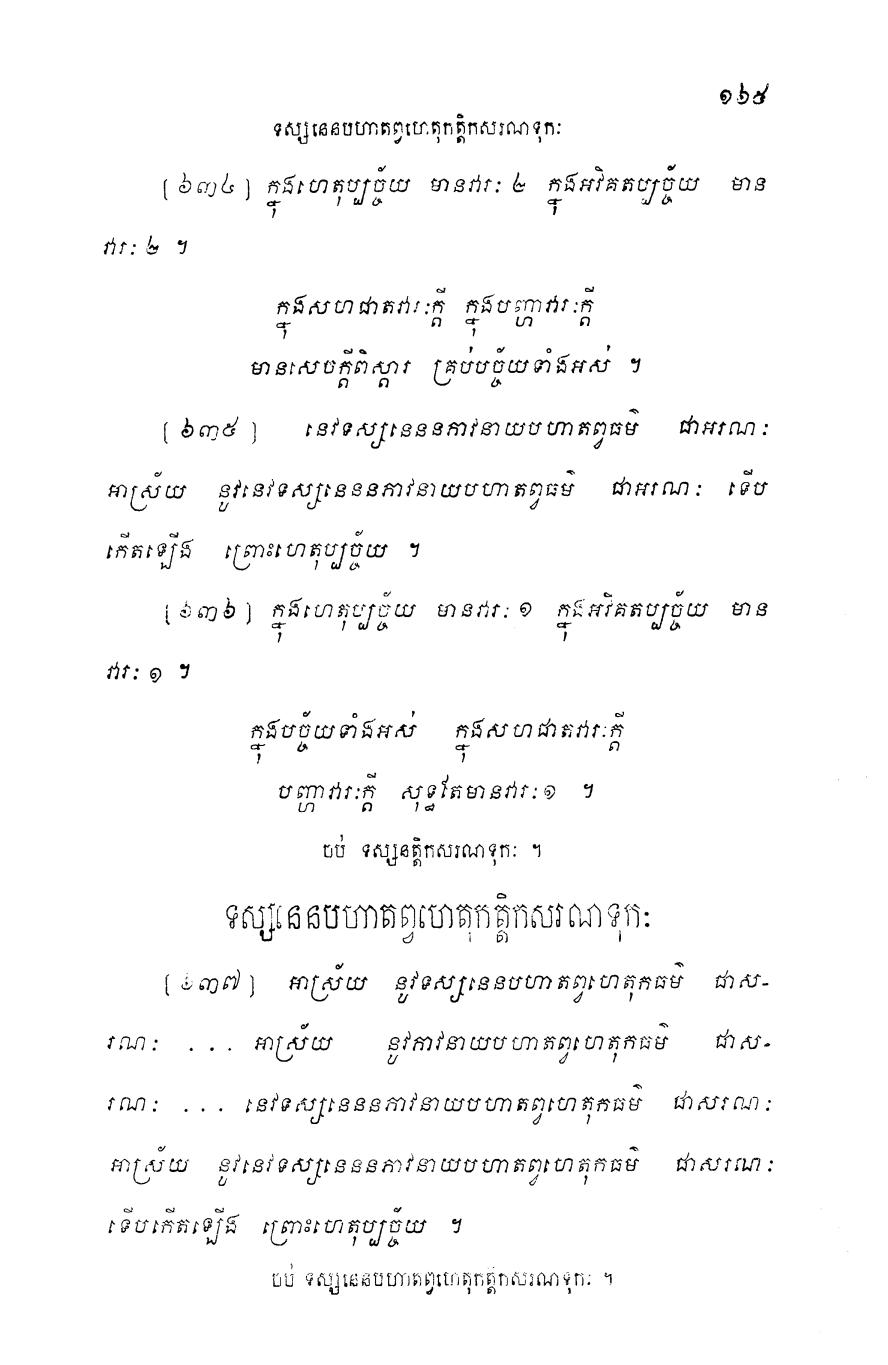 ១៦៥
ទស្សនេនបហាតព្វហេតុកត្តិកសរណទុកៈ
[៦៣៤] ក្នុងហេតុប្បច្ច័យ មានវារៈ ២ ក្នុងអវិគតប្បច្ច័យ មាន
វារៈ ២ ។
ក្នុងសហជាតវារៈក្តី ក្នុងបញ្ហាវារៈក្តី
មានសេចក្តីពិស្តារ គ្រប់បច្ច័យទាំងអស់ ។
[៦៣៥] នេវទស្សនេននភាវនាយបហាតព្វធម៌ ជាអរណៈ
អាស្រ័យ នូវនេវទស្សនេននភាវនាយបហាតព្វធម៌ ជាអរណៈ ទើប
កើតឡើង ព្រោះហេតុប្បច្ច័យ ។
[៦៣៦] ក្នុងហេតុប្បច្ច័យ មានវារៈ ១ ក្នុងអវិគតប្បច្ច័យ មាន
វារៈ ១ ។
ក្នុងបច្ច័យទាំងអស់ ក្នុងសហជាតវារៈក្តី
បញ្ហាវារៈក្តី សុទ្ធតែមានវារៈ ១ ។
ចប់ ទស្សនត្តិកសរណទុកៈ ។
ទស្សនេនបហាតព្វហេតុកត្តិកសរណទុកៈ
[៦៣៧] អាស្រ័យ នូវទស្សនេនបហាតព្វហេតុកធម៌ ជាស-
រណៈ ... អាស្រ័យ នូវភាវនាយបហាតព្វហេតុកធម៌ ជាស-
រណៈ ... នេវទស្សនេននភាវនាយបហាតព្វហេតុកធម៌ ជាសរណៈ
អាស្រ័យ នូវនេវទស្សនេននភាវនាយបហាតព្វហេតុកធម៌ ជាសរណៈ
ទើបកើតឡើង ព្រោះហេតុប្បច្ច័យ ។
ចប់ ទស្សនេនបហាតព្វហេតុកត្តិកសរណទុកៈ ។